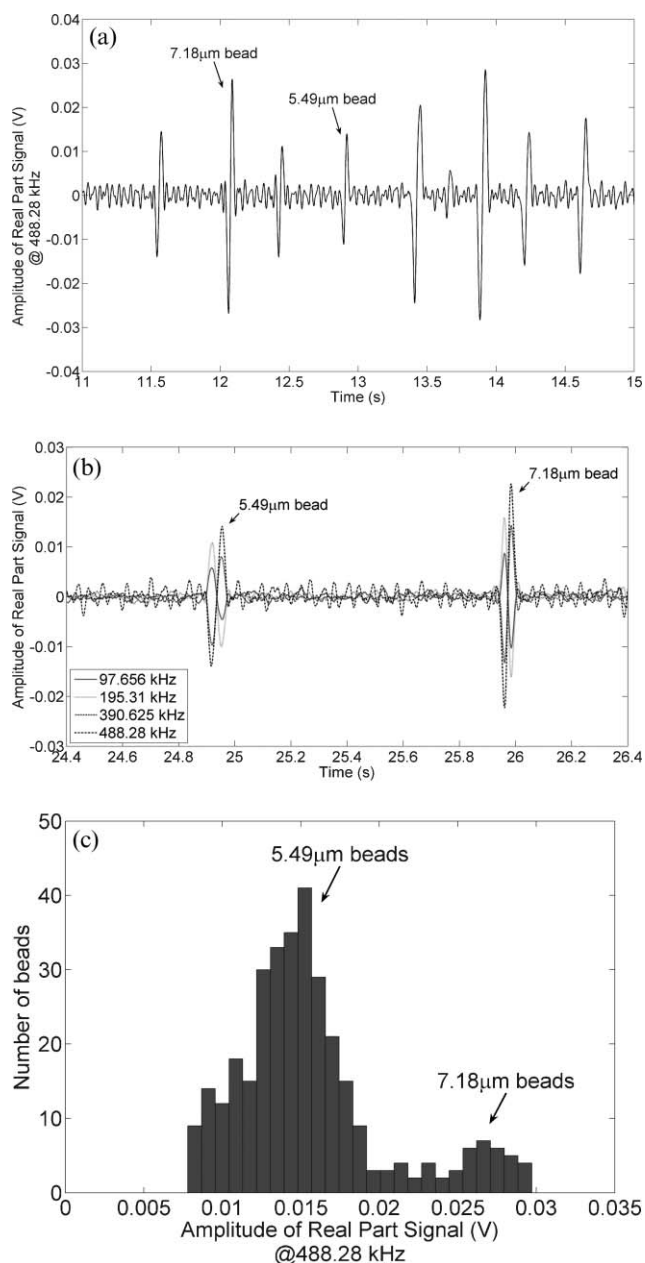 (a)
0.04
0.03
0.02
0.01
0
-0.01
-0.02
-0.03
-0.04
7.18μm bead
5.49μm bead
Amplitude of Real Part Signal (V)
@ 488.28 kHz
11 11.5 12 12.5 13 13.5 14 14.5 15
Time (s)
(b)
0.03
0.02
0.01
0
-0.01
-0.02
-0.03
5.49μm bead
7.18μm bead
Amplitude of Real Part Signal (V)
97.656 kHz
195.31 kHz
390.625 kHz
488.28 kHz
24.4 24.6 24.8 25 25.2 25.4 25.6 25.8 26 26.2 26.4
Time (s)
(c)
50
40
30
20
10
0
5.49μm beads
7.18μm beads
Number of beads
0 0.005 0.01 0.015 0.02 0.025 0.03 0.035
Amplitude of Real Part Signal (V)
@488.28 kHz